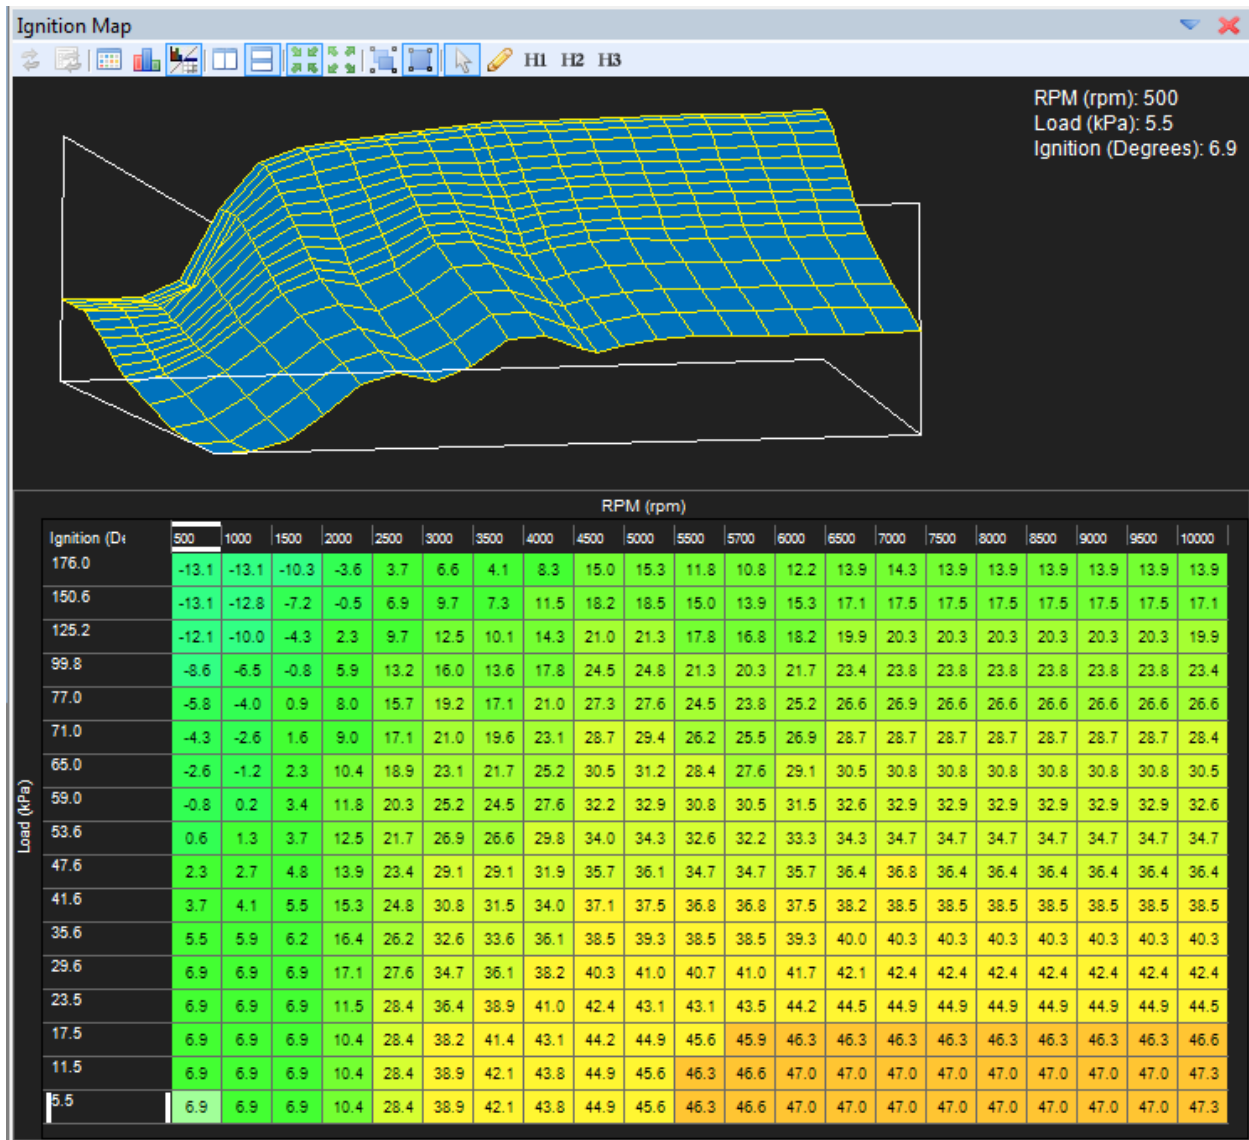 Ignition Map
H1 H2 H3
RPM (rpm): 500
Load (kPa): 5.5
Ignition (Degrees): 6.9
RPM (rpm)
Ignition (De 500 1000 1500 2000 2500 3000 3500 4000 4500 5000 5500 5700 6000 6500 7000 7500 8000 8500 9000 9500 10000
176.0 -13.1 -13.1 -10.3 -3.6 3.7 6.6 4.1 8.3 15.0 15.3 11.8 10.8 12.2 13.9 14.3 13.9 13.9 13.9 13.9 13.9 13.9
150.6 -13.1 -12.8 -7.2 -0.5 6.9 9.7 7.3 11.5 18.2 18.5 15.0 13.9 15.3 17.1 17.5 17.5 17.5 17.5 17.5 17.5 17.1
125.2 -12.1 -10.0 -4.3 2.3 9.7 12.5 10.1 14.3 21.0 21.3 17.8 16.8 18.2 19.9 20.3 20.3 20.3 20.3 20.3 20.3 19.9
99.8 -8.6 -6.5 -0.8 5.9 13.2 16.0 13.6 17.8 24.5 24.8 21.3 20.3 21.7 23.4 23.8 23.8 23.8 23.8 23.8 23.8 23.4
77.0 -5.8 -4.0 0.9 8.0 15.7 19.2 17.1 21.0 27.3 27.6 24.5 23.8 25.2 26.6 26.9 26.6 26.6 26.6 26.6 26.6 26.6
71.0 -4.3 -2.6 1.6 9.0 17.1 21.0 19.6 23.1 28.7 29.4 26.2 25.5 26.9 28.7 28.7 28.7 28.7 28.7 28.7 28.7 28.4
65.0 -2.6 -1.2 2.3 10.4 18.9 23.1 21.7 25.2 30.5 31.2 28.4 27.6 29.1 30.5 30.8 30.8 30.8 30.8 30.8 30.8 30.5
59.0 -0.8 0.2 3.4 11.8 20.3 25.2 24.5 27.6 32.2 32.9 30.8 30.5 31.5 32.6 32.9 32.9 32.9 32.9 32.9 32.9 32.6
Load (kPa)
53.6 0.6 1.3 3.7 12.5 21.7 26.9 26.6 29.8 34.0 34.3 32.6 32.2 33.3 34.3 34.7 34.7 34.7 34.7 34.7 34.7 34.7
47.6 2.3 2.7 4.8 13.9 23.4 29.1 29.1 31.9 35.7 36.1 34.7 34.7 35.7 36.4 36.8 36.4 36.4 36.4 36.4 36.4 36.4
41.6 3.7 4.1 5.5 15.3 24.8 30.8 31.5 34.0 37.1 37.5 36.8 36.8 37.5 38.2 38.5 38.5 38.5 38.5 38.5 38.5 38.5
35.6 5.5 5.9 6.2 16.4 26.2 32.6 33.6 36.1 38.5 39.3 38.5 38.5 39.3 40.0 40.3 40.3 40.3 40.3 40.3 40.3 40.3
29.6 6.9 6.9 6.9 17.1 27.6 34.7 36.1 38.2 40.3 41.0 40.7 41.0 41.7 42.1 42.4 42.4 42.4 42.4 42.4 42.4 42.4
23.5 6.9 6.9 6.9 11.5 28.4 36.4 38.9 41.0 42.4 43.1 43.1 43.5 44.2 44.5 44.9 44.9 44.9 44.9 44.9 44.9 44.5
17.5 6.9 6.9 6.9 10.4 28.4 38.2 41.4 43.1 44.2 44.9 45.6 45.9 46.3 46.3 46.3 46.3 46.3 46.3 46.3 46.3 46.6
11.5 6.9 6.9 6.9 10.4 28.4 38.9 42.1 43.8 44.9 45.6 46.3 46.6 47.0 47.0 47.0 47.0 47.0 47.0 47.0 47.0 47.3
5.5 6.9 6.9 6.9 10.4 28.4 38.9 42.1 43.8 44.9 45.6 46.3 46.6 47.0 47.0 47.0 47.0 47.0 47.0 47.0 47.0 47.3